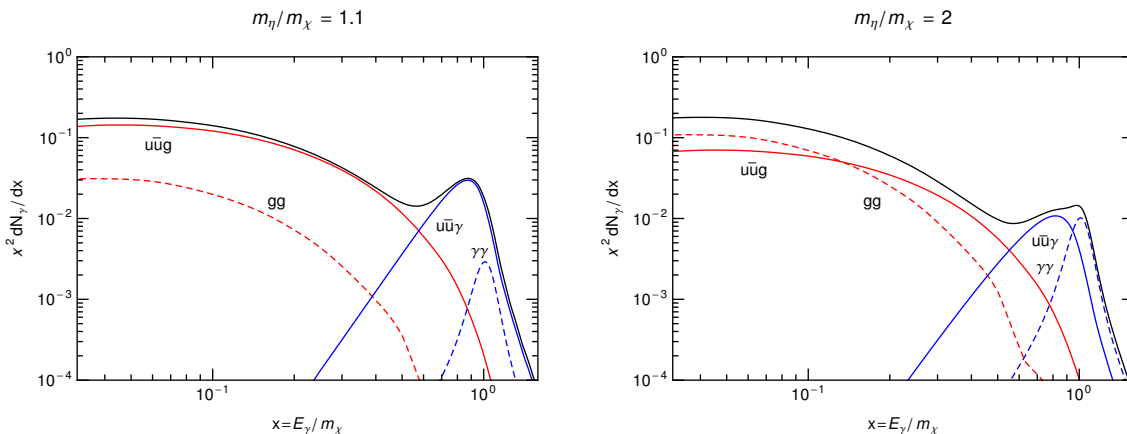 m_η/m_χ = 1.1
10^0
10^-1
10^-2
10^-3
10^-4
x^2 dN_γ/dx
uūg
gg
uūγ
γγ
10^-1
10^0
x=E_γ/m_χ
m_η/m_χ = 2
10^0
10^-1
10^-2
10^-3
10^-4
x^2 dN_γ/dx
uūg
gg
uūγ
γγ
10^-1
10^0
x=E_γ/m_χ